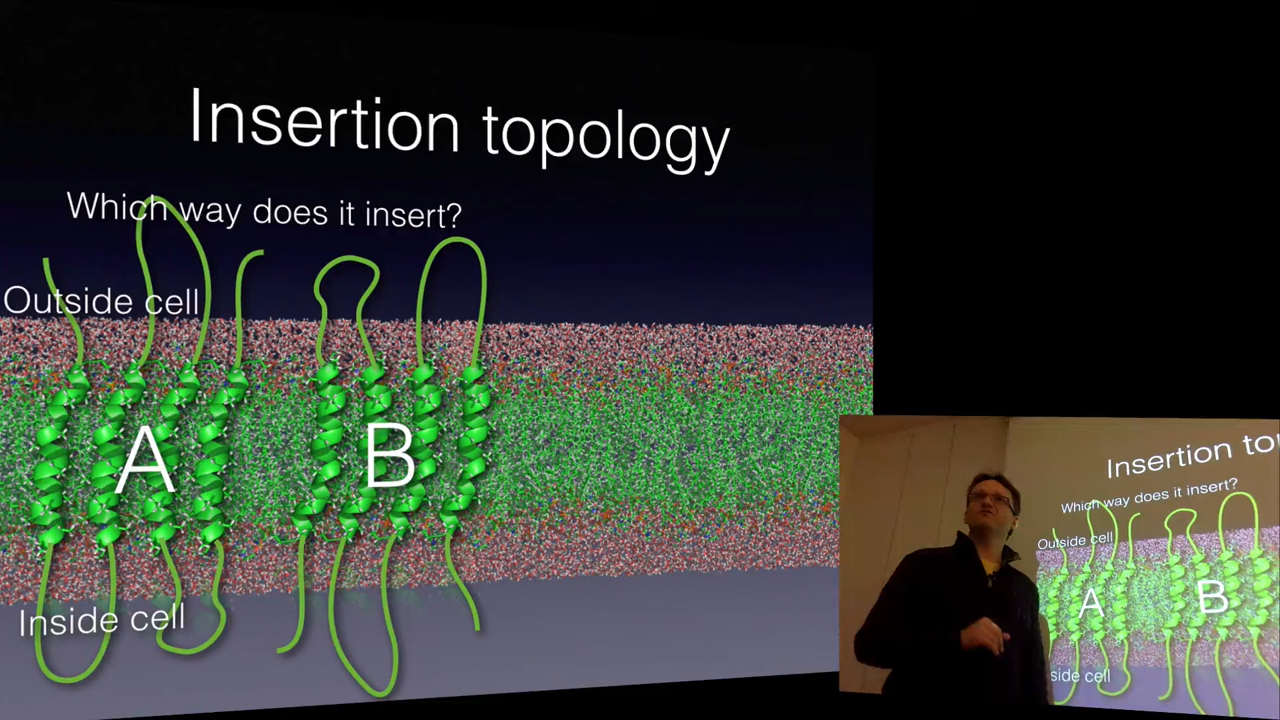 Insertion topology
Which way does it insert?
Outside cell
A
B
Inside cell
Insertion to
Which way does it insert?
Outside cell
A
B
side cell